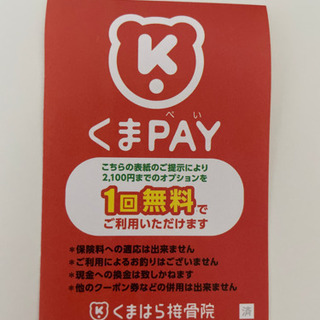 K
ぺい
くまPAY
こちらの表紙のご提示により
2,100円までのオプションを
1回無料で
ご利用いただけます
＊保険料への適応は出来ません
＊ご利用によるお釣りはございません
＊現金への換金は致しかねます
＊他のクーポン券などの併用は出来ません
K くまはら接骨院
済